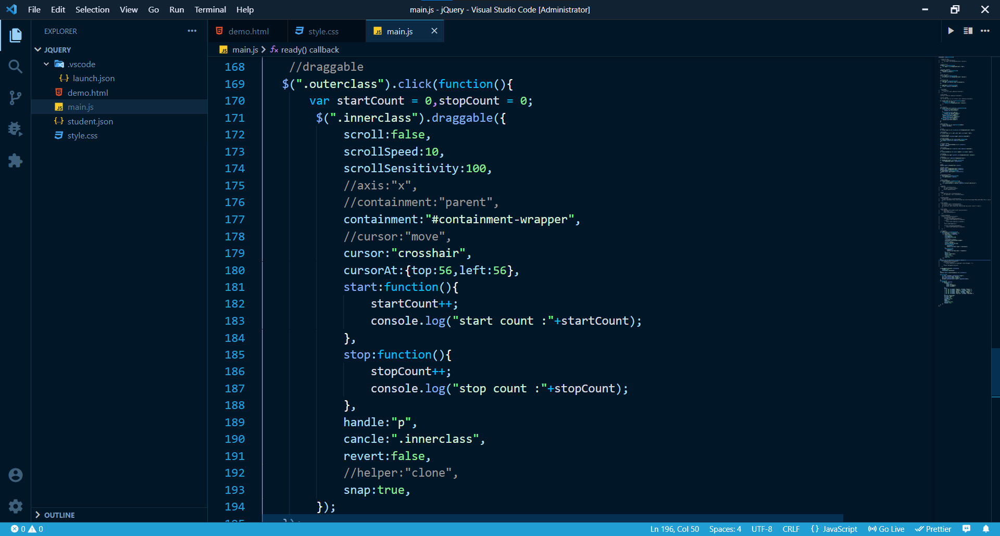 File Edit Selection View Go Run Terminal Help
main.js - jQuery - Visual Studio Code [Administrator]
EXPLORER
JQUERY
.vscode
{..} launch.json
demo.html
JS main.js
{..} student.json
style.css
OUTLINE
demo.html
style.css
JS main.js
JS main.js > ready() callback
168 //draggable
169 $(".outerclass").click(function(){
170 var startCount = 0,stopCount = 0;
171 $(".innerclass").draggable({
172 scroll:false,
173 scrollSpeed:10,
174 scrollSensitivity:100,
175 //axis:"x",
176 //containment:"parent",
177 containment:"#containment-wrapper",
178 //cursor:"move",
179 cursor:"crosshair",
180 cursorAt:{top:56,left:56},
181 start:function(){
182 startCount++;
183 console.log("start count :"+startCount);
184 },
185 stop:function(){
186 stopCount++;
187 console.log("stop count :"+stopCount);
188 },
189 handle:"p",
190 cancle:".innerclass",
191 revert:false,
192 //helper:"clone",
193 snap:true,
194 });
195 });
0 0
Ln 196, Col 50 Spaces: 4 UTF-8 CRLF {} JavaScript Go Live Prettier